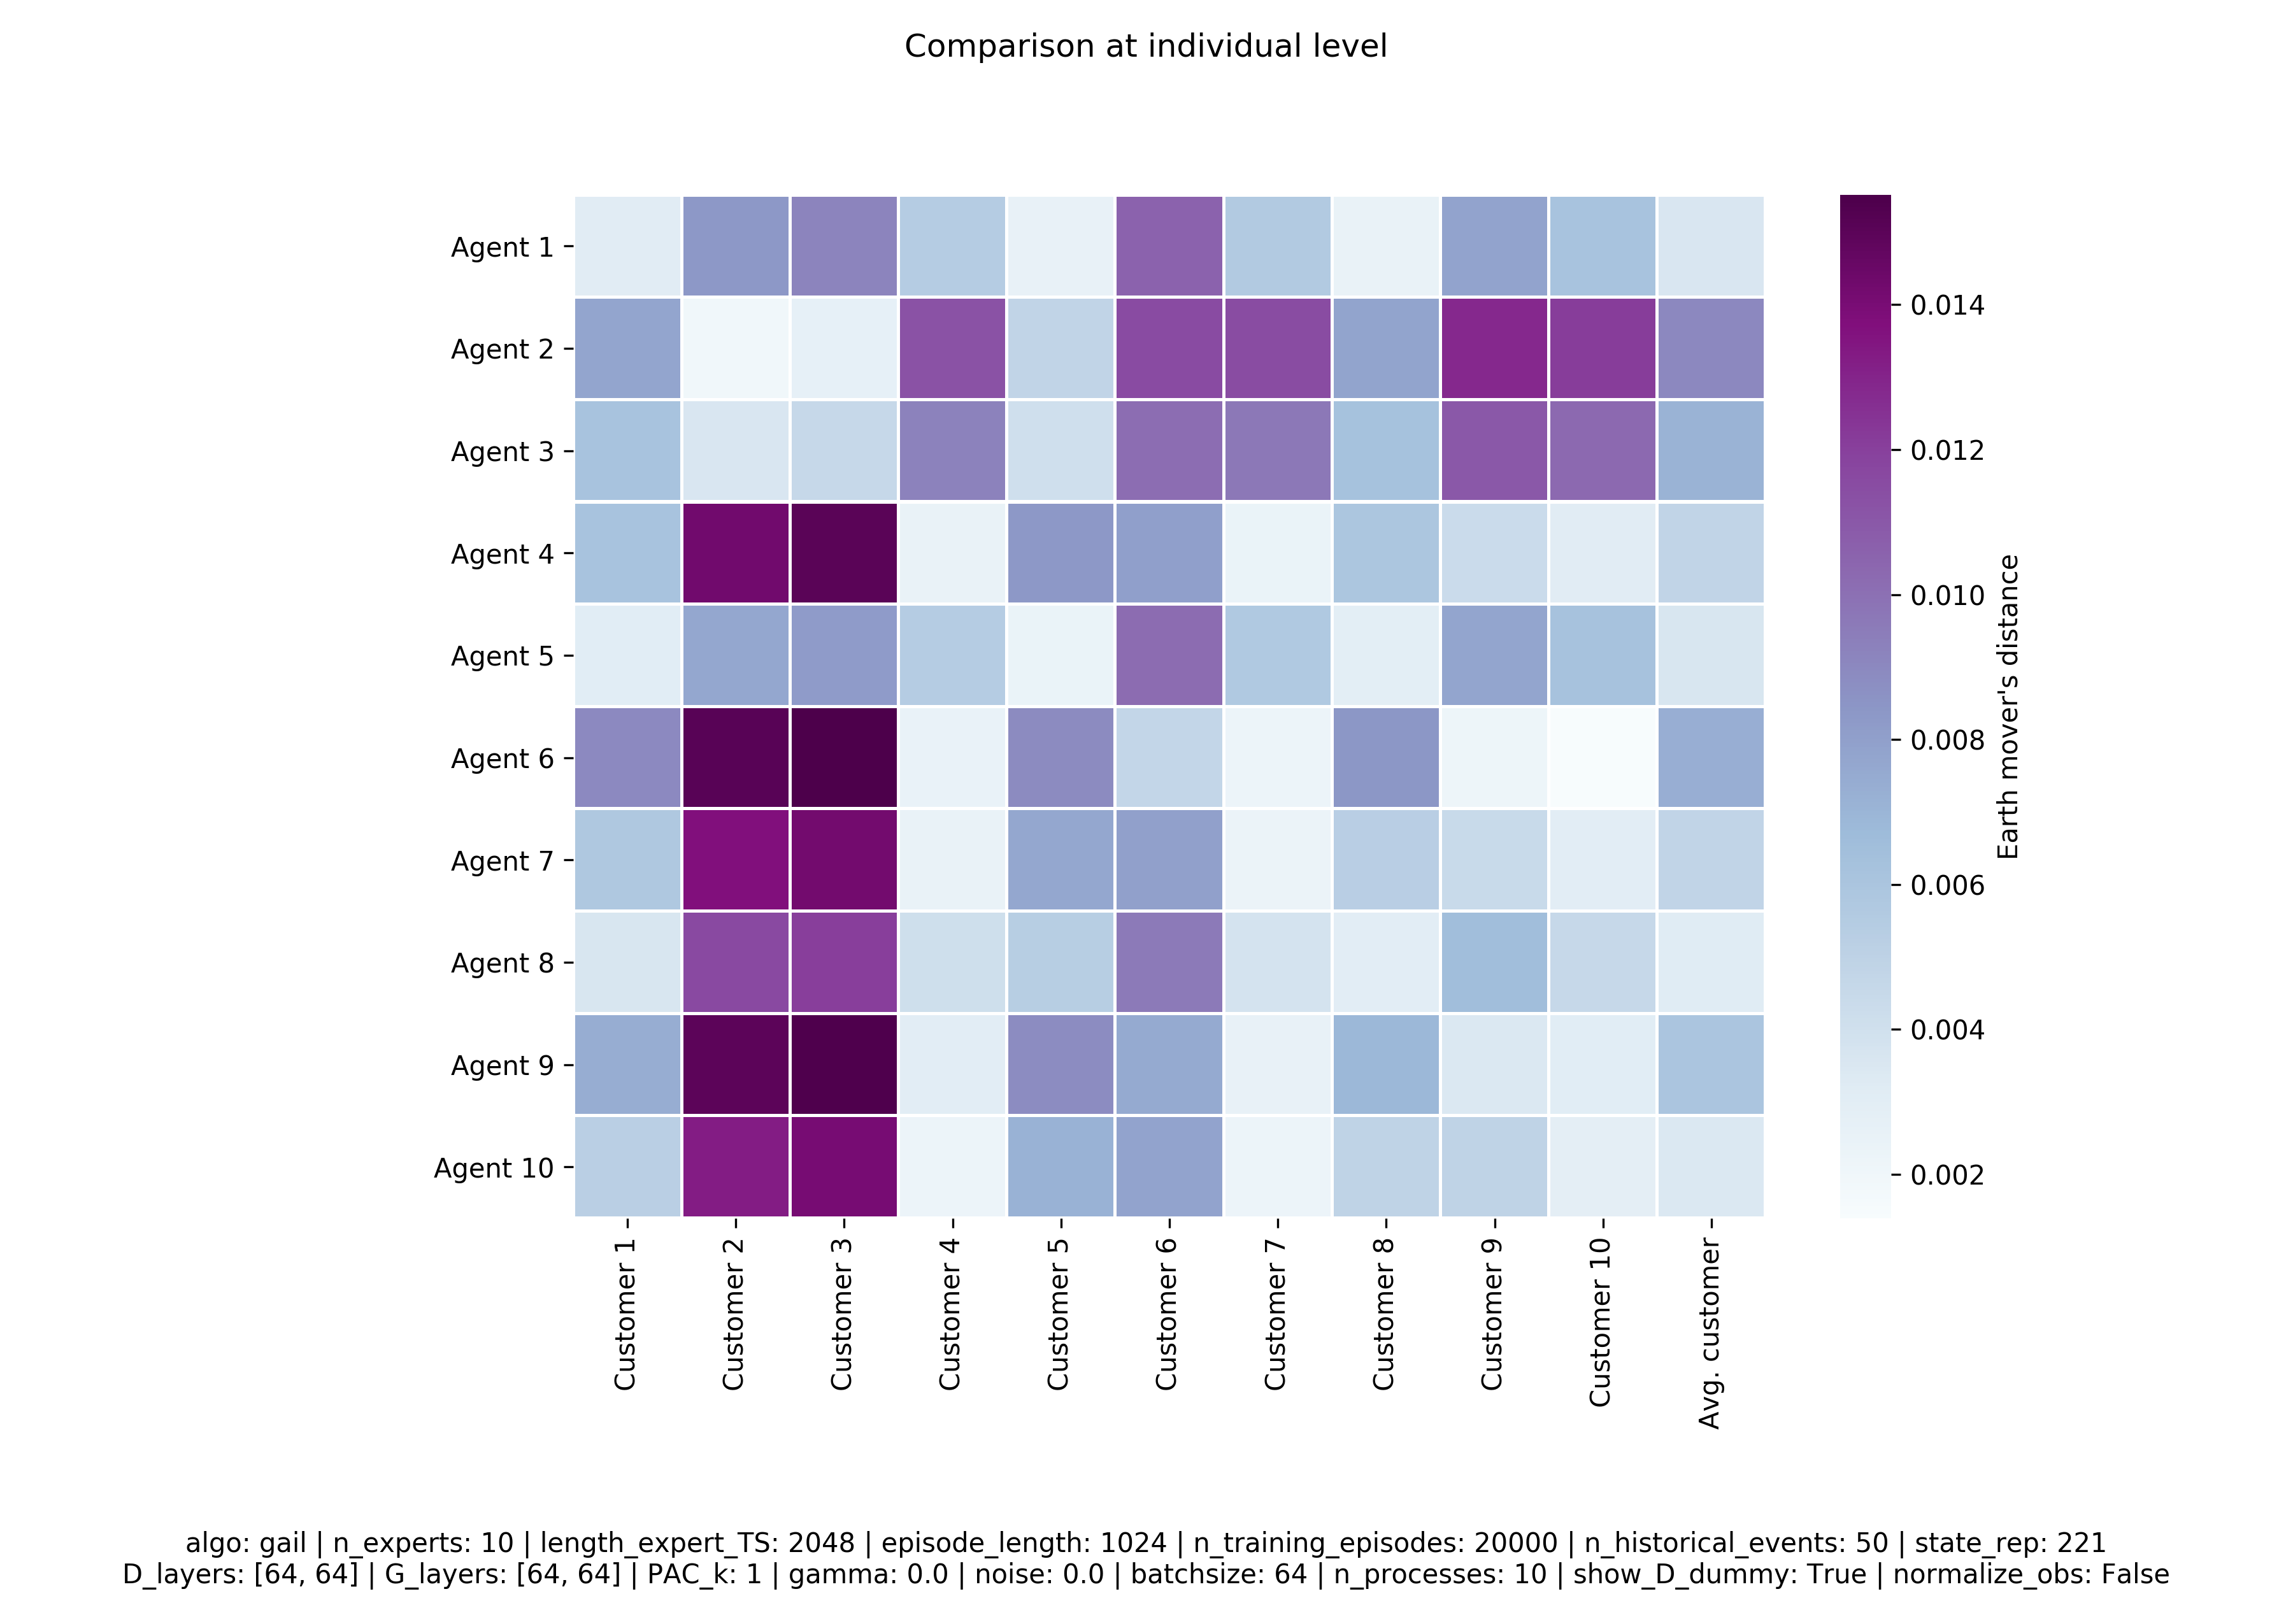 Comparison at individual level
Agent 1
Agent 2
Agent 3
Agent 4
Agent 5
Agent 6
Agent 7
Agent 8
Agent 9
Agent 10
Customer 1
Customer 2
Customer 3
Customer 4
Customer 5
Customer 6
Customer 7
Customer 8
Customer 9
Customer 10
Avg. customer
0.014
0.012
0.010
0.008
0.006
0.004
0.002
Earth mover's distance
algo: gail | n_experts: 10 | length_expert_TS: 2048 | episode_length: 1024 | n_training_episodes: 20000 | n_historical_events: 50 | state_rep: 221
D_layers: [64, 64] | G_layers: [64, 64] | PAC_k: 1 | gamma: 0.0 | noise: 0.0 | batchsize: 64 | n_processes: 10 | show_D_dummy: True | normalize_obs: False